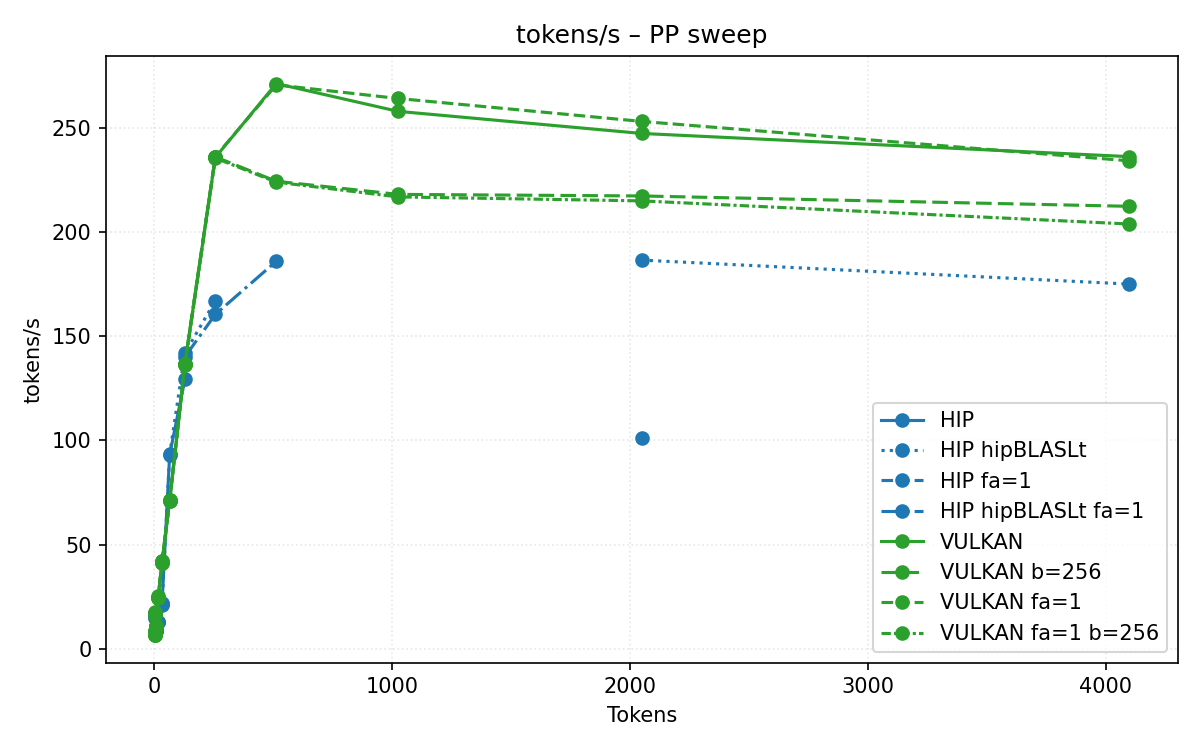 tokens/s – PP sweep
tokens/s
250
200
150
100
50
0
0 1000 2000 3000 4000
Tokens
HIP
HIP hipBLASLt
HIP fa=1
HIP hipBLASLt fa=1
VULKAN
VULKAN b=256
VULKAN fa=1
VULKAN fa=1 b=256